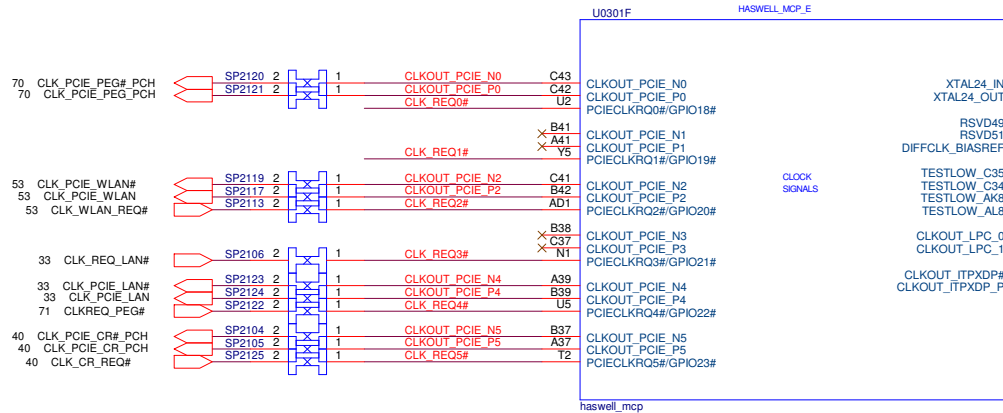 U0301F HASWELL_MCP_E
70 CLK_PCIE_PEG#_PCH SP2120 2 1 CLKOUT_PCIE_N0 C43 CLKOUT_PCIE_N0 XTAL24_IN
70 CLK_PCIE_PEG_PCH SP2121 2 1 CLKOUT_PCIE_P0 C42 CLKOUT_PCIE_P0 XTAL24_OUT
CLK_REQ0# U2 PCIECLKRQ0#/GPIO18#
RSVD49
B41 CLKOUT_PCIE_N1 RSVD51
A41 CLKOUT_PCIE_P1 DIFFCLK_BIASREF
CLK_REQ1# Y5 PCIECLKRQ1#/GPIO19#
TESTLOW_C35
53 CLK_PCIE_WLAN# SP2119 2 1 CLKOUT_PCIE_N2 C41 CLKOUT_PCIE_N2 CLOCK TESTLOW_C34
53 CLK_PCIE_WLAN SP2117 2 1 CLKOUT_PCIE_P2 B42 CLKOUT_PCIE_P2 SIGNALS TESTLOW_AK8
53 CLK_WLAN_REQ# SP2113 2 1 CLK_REQ2# AD1 PCIECLKRQ2#/GPIO20# TESTLOW_AL8
B38 CLKOUT_PCIE_N3 CLKOUT_LPC_0
C37 CLKOUT_PCIE_P3 CLKOUT_LPC_1
33 CLK_REQ_LAN# SP2106 2 1 CLK_REQ3# N1 PCIECLKRQ3#/GPIO21#
CLKOUT_ITPXDP#
33 CLK_PCIE_LAN# SP2123 2 1 CLKOUT_PCIE_N4 A39 CLKOUT_PCIE_N4 CLKOUT_ITPXDP_P
33 CLK_PCIE_LAN SP2124 2 1 CLKOUT_PCIE_P4 B39 CLKOUT_PCIE_P4
71 CLKREQ_PEG# SP2122 2 1 CLK_REQ4# U5 PCIECLKRQ4#/GPIO22#
40 CLK_PCIE_CR#_PCH SP2104 2 1 CLKOUT_PCIE_N5 B37 CLKOUT_PCIE_N5
40 CLK_PCIE_CR_PCH SP2105 2 1 CLKOUT_PCIE_P5 A37 CLKOUT_PCIE_P5
40 CLK_CR_REQ# SP2125 2 1 CLK_REQ5# T2 PCIECLKRQ5#/GPIO23#
haswell_mcp